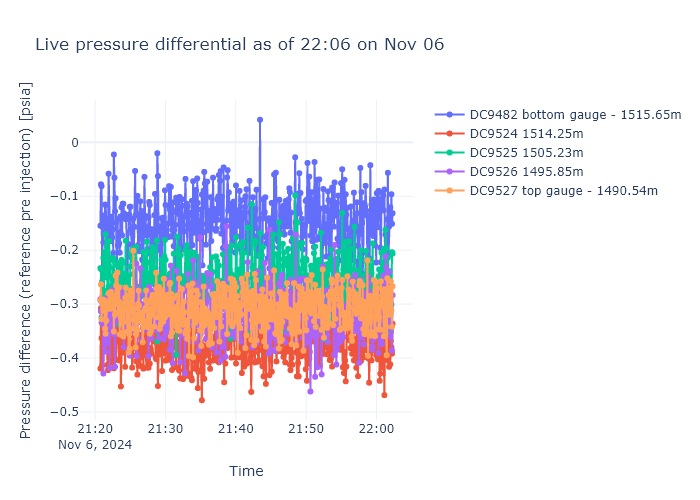 Live pressure differential as of 22:06 on Nov 06
Pressure difference (reference pre injection) [psia]
0
−0.1
−0.2
−0.3
−0.4
−0.5
21:20
Nov 6, 2024
21:30
21:40
21:50
22:00
Time
DC9482 bottom gauge - 1515.65m
DC9524 1514.25m
DC9525 1505.23m
DC9526 1495.85m
DC9527 top gauge - 1490.54m